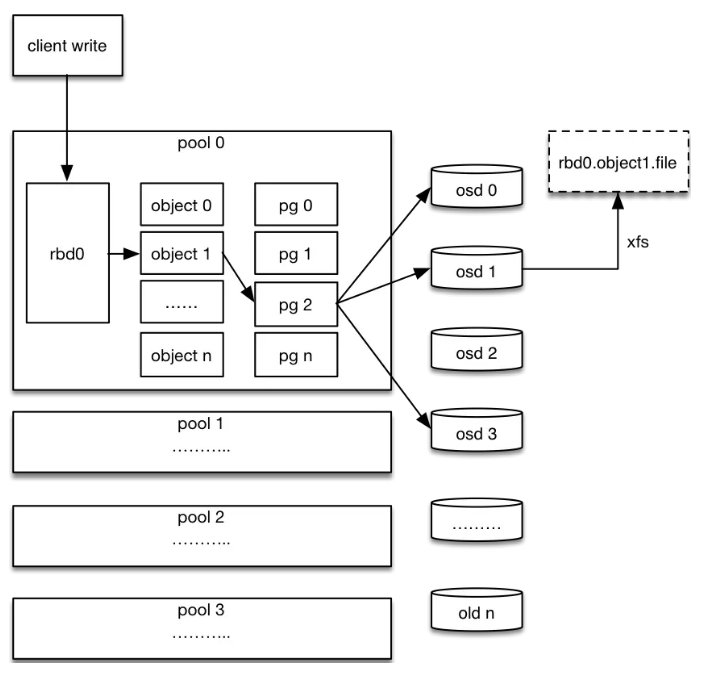 client write
pool 0
rbd0
object 0
object 1
......
object n
pg 0
pg 1
pg 2
pg n
osd 0
osd 1
osd 2
osd 3
.........
old n
rbd0.object1.file
xfs
pool 1
...........
pool 2
...........
pool 3
...........